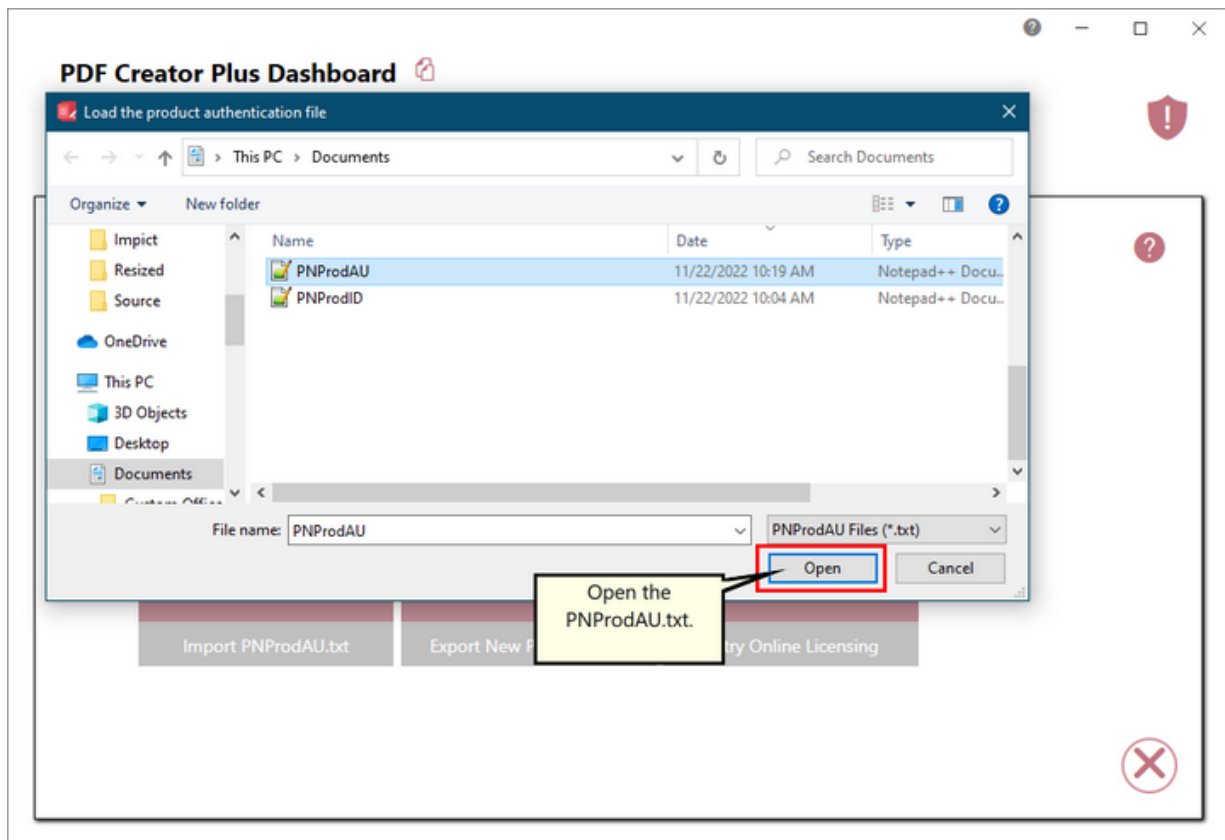 PDF Creator Plus Dashboard
Load the product authentication file
This PC > Documents
Search Documents
Organize
New folder
Impict
Resized
Source
OneDrive
This PC
3D Objects
Desktop
Documents
Custom Office
Name Date Type
PNProdAU 11/22/2022 10:19 AM Notepad++ Docu...
PNProdID 11/22/2022 10:04 AM Notepad++ Docu...
File name: PNProdAU
PNProdAU Files (*.txt)
Open
Cancel
Open the
PNProdAU.txt.
Import PNProdAU.txt
Export New
try Online Licensing